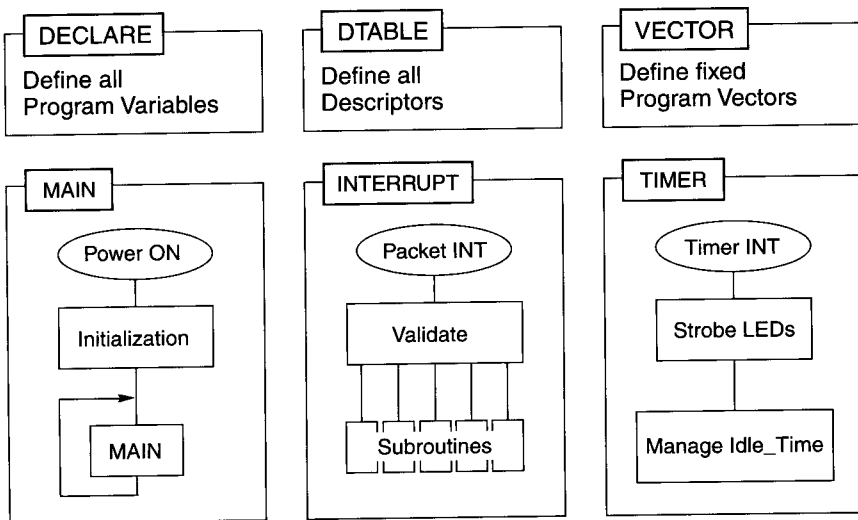 DECLARE
Define all
Program Variables
DTABLE
Define all
Descriptors
VECTOR
Define fixed
Program Vectors
MAIN
Power ON
Initialization
MAIN
INTERRUPT
Packet INT
Validate
Subroutines
TIMER
Timer INT
Strobe LEDs
Manage Idle_Time